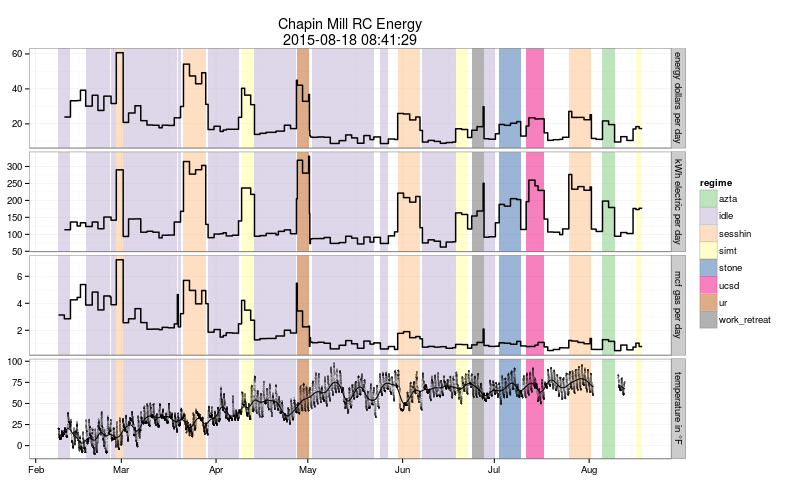 Chapin Mill RC Energy
2015-08-18 08:41:29
60
40
20
energy dollars per day
300
250
200
150
100
50
kWh electric per day
6
4
2
mcf gas per day
100
75
50
25
0
temperature in °F
Feb Mar Apr May Jun Jul Aug
regime
azta
idle
sesshin
simt
stone
ucsd
ur
work_retreat